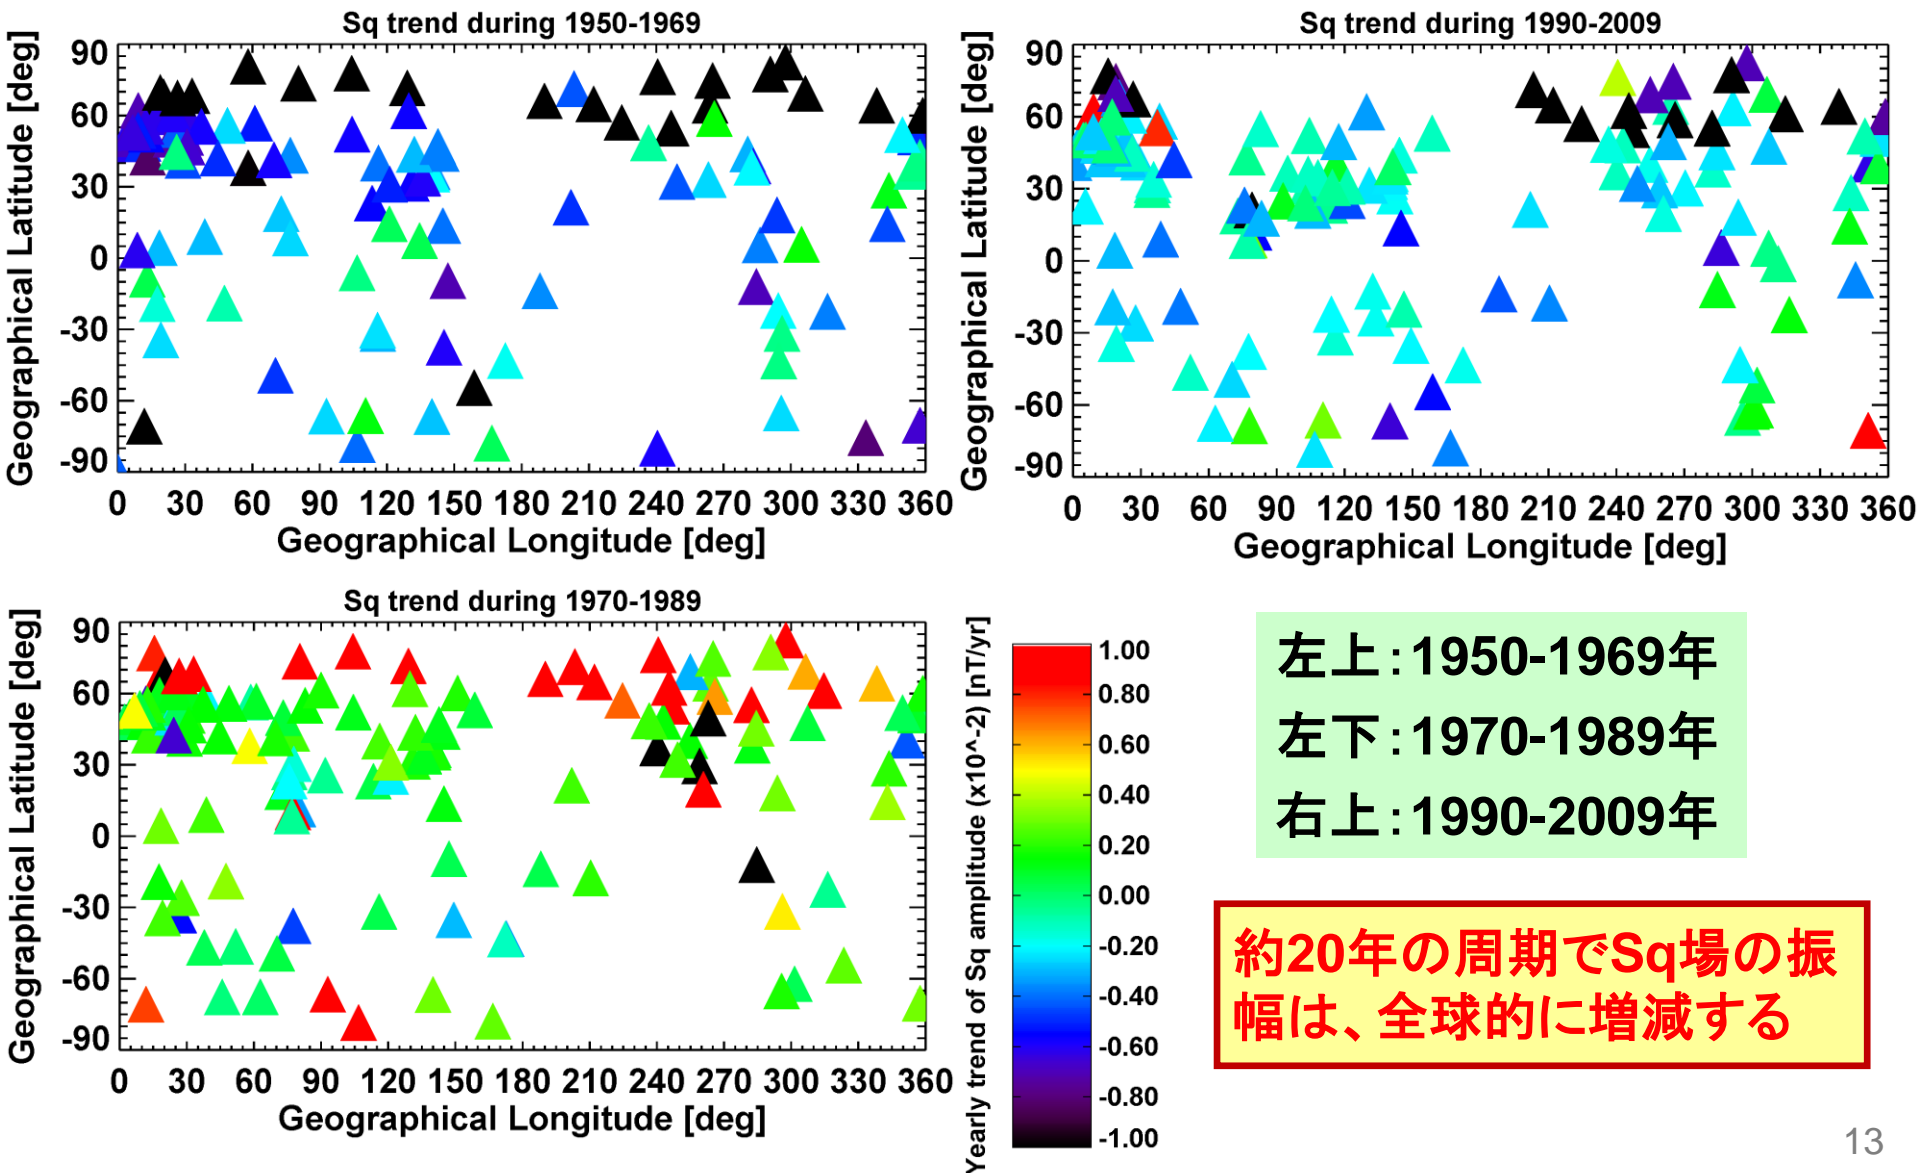 Sq trend during 1950-1969
Geographical Latitude [deg]
90
60
30
0
-30
-60
-90
0 30 60 90 120 150 180 210 240 270 300 330 360
Geographical Longitude [deg]
Sq trend during 1990-2009
Geographical Latitude [deg]
90
60
30
0
-30
-60
-90
0 30 60 90 120 150 180 210 240 270 300 330 360
Geographical Longitude [deg]
Sq trend during 1970-1989
Geographical Latitude [deg]
90
60
30
0
-30
-60
-90
0 30 60 90 120 150 180 210 240 270 300 330 360
Geographical Longitude [deg]
Yearly trend of Sq amplitude (x10^-2) [nT/yr]
1.00
0.80
0.60
0.40
0.20
0.00
-0.20
-0.40
-0.60
-0.80
-1.00
左上：1950-1969年
左下：1970-1989年
右上：1990-2009年
約20年の周期でSq場の振
幅は、全球的に増減する
13